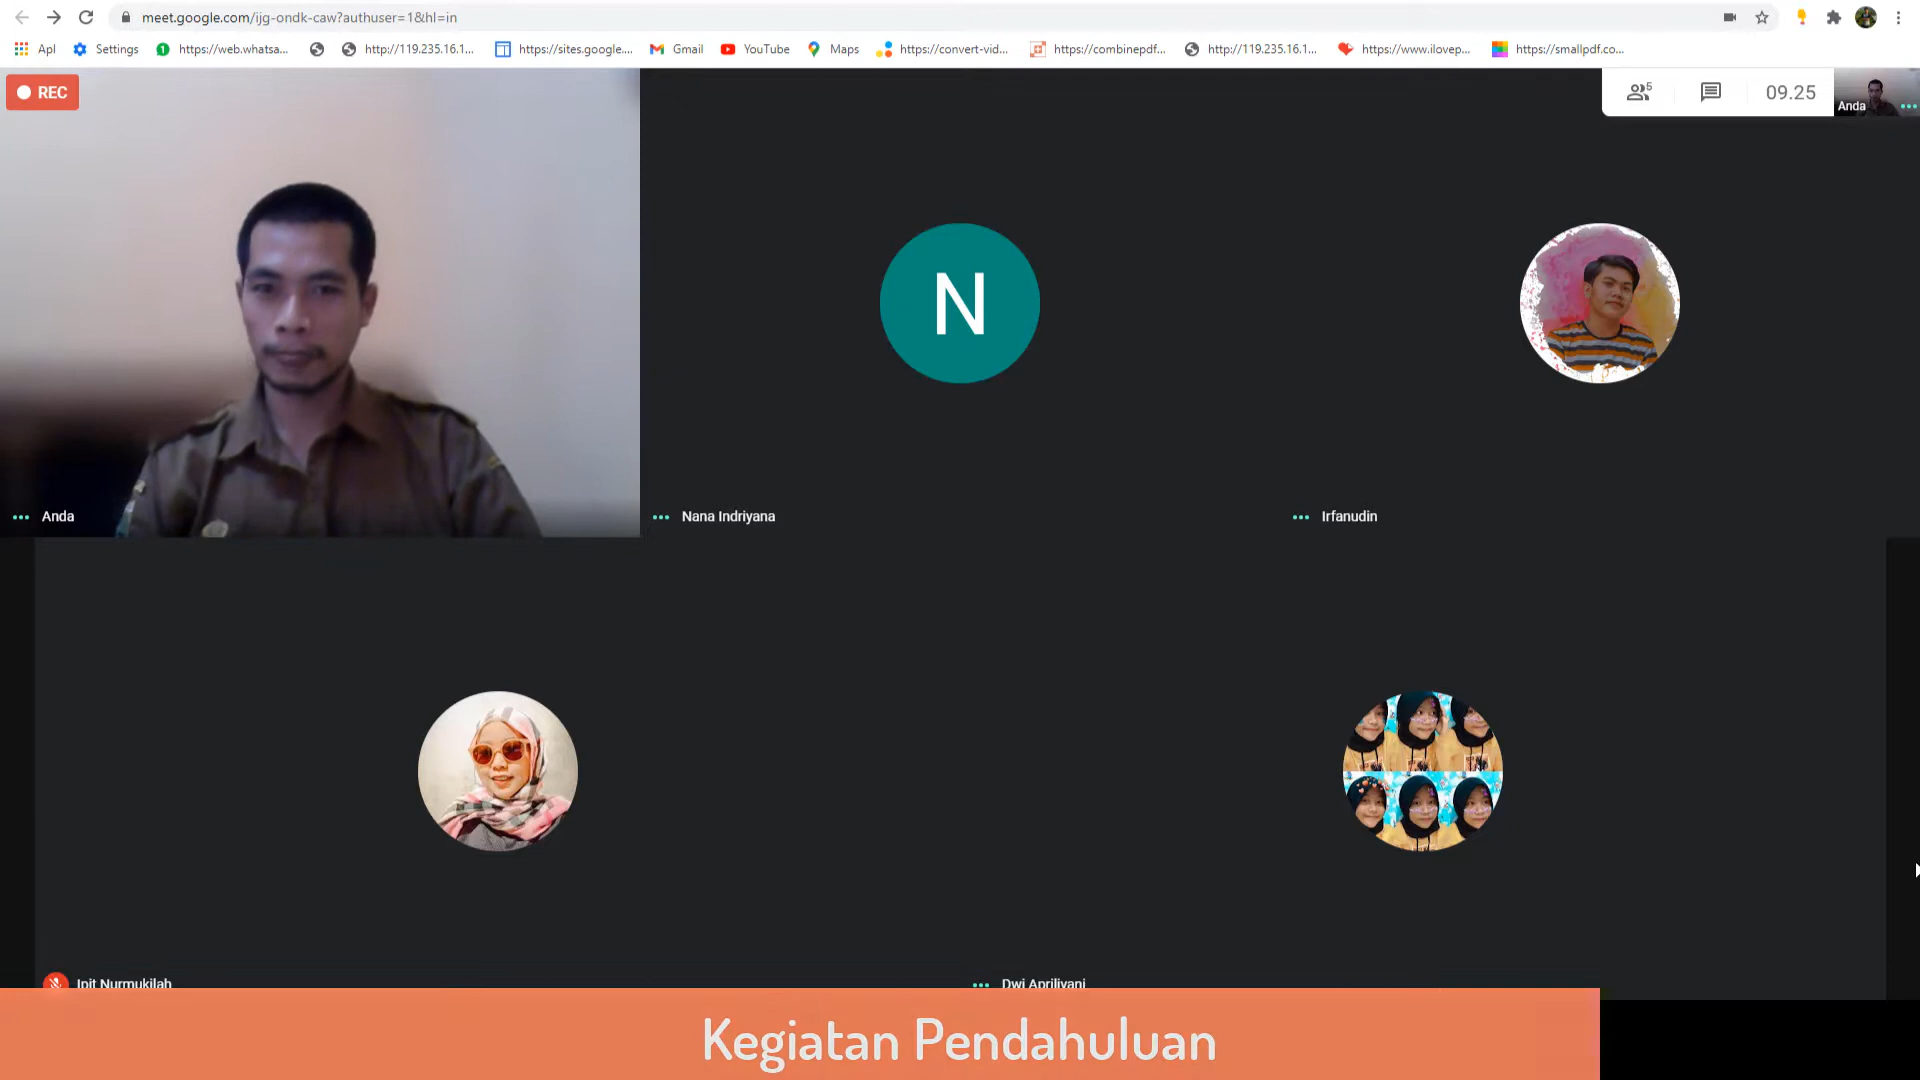 meet.google.com/ijg-ondk-caw?authuser=1&hl=in
Apl Settings https://web.whatsa... http://119.235.16.1... https://sites.google.... Gmail YouTube Maps https://convert-vid... https://combinepdf... http://119.235.16.1... https://www.ilovep... https://smallpdf.co...
REC
5
09.25
Anda
N
Anda
Nana Indriyana
Irfanudin
Ipit Nurmukilah
Dwi Apriliyani
Kegiatan Pendahuluan